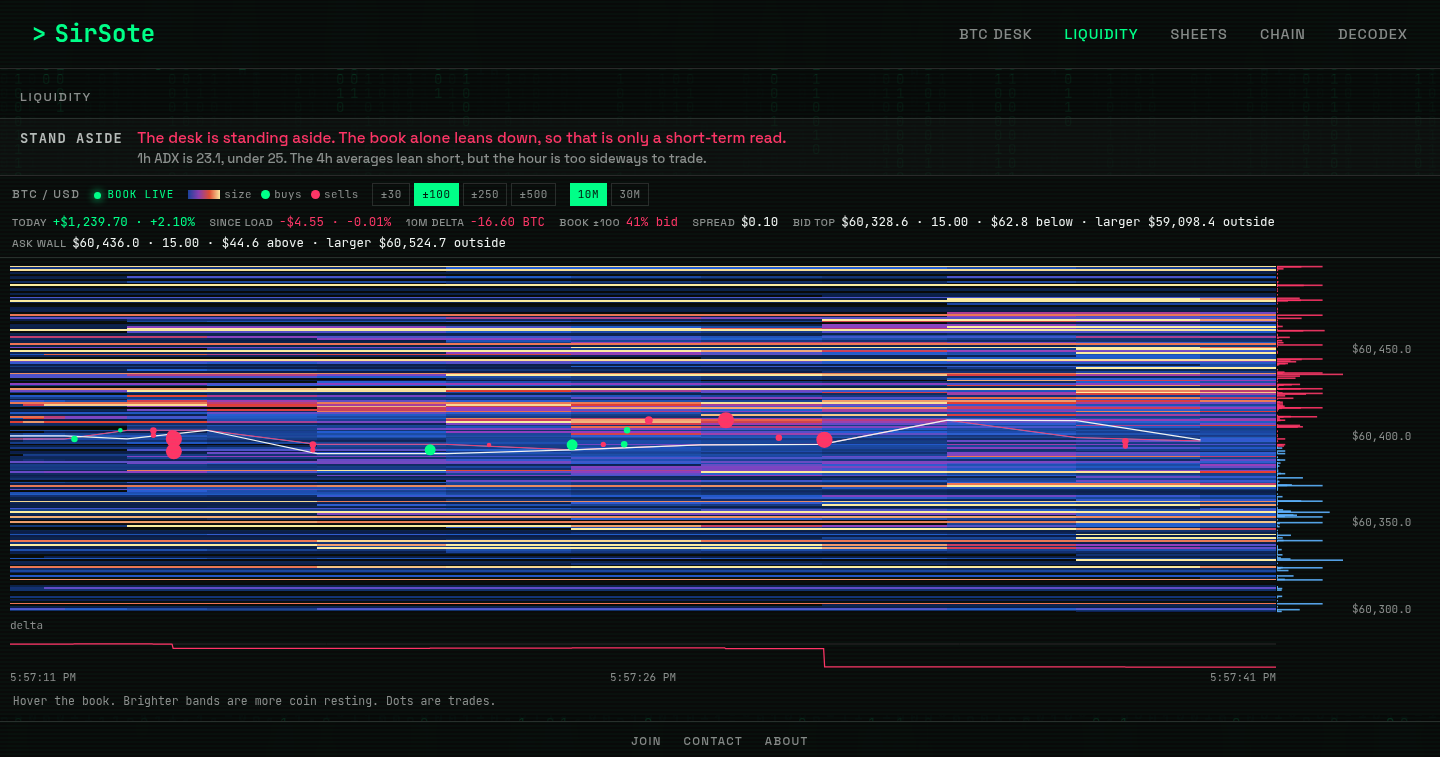 > SirSote
BTC DESK LIQUIDITY SHEETS CHAIN DECODEX
LIQUIDITY
STAND ASIDE The desk is standing aside. The book alone leans down, so that is only a short-term read.
1h ADX is 23.1, under 25. The 4h averages lean short, but the hour is too sideways to trade.
BTC / USD BOOK LIVE size buys sells ±30 ±100 ±250 ±500 10M 30M
TODAY +$1,239.70 · +2.10% SINCE LOAD -$4.55 · -0.01% 10M DELTA -16.60 BTC BOOK ±100 41% bid SPREAD $0.10 BID TOP $60,328.6 · 15.00 · $62.8 below · larger $59,098.4 outside
ASK WALL $60,436.0 · 15.00 · $44.6 above · larger $60,524.7 outside
$60,450.0
$60,400.0
$60,350.0
$60,300.0
delta
5:57:11 PM 5:57:26 PM 5:57:41 PM
Hover the book. Brighter bands are more coin resting. Dots are trades.
JOIN CONTACT ABOUT